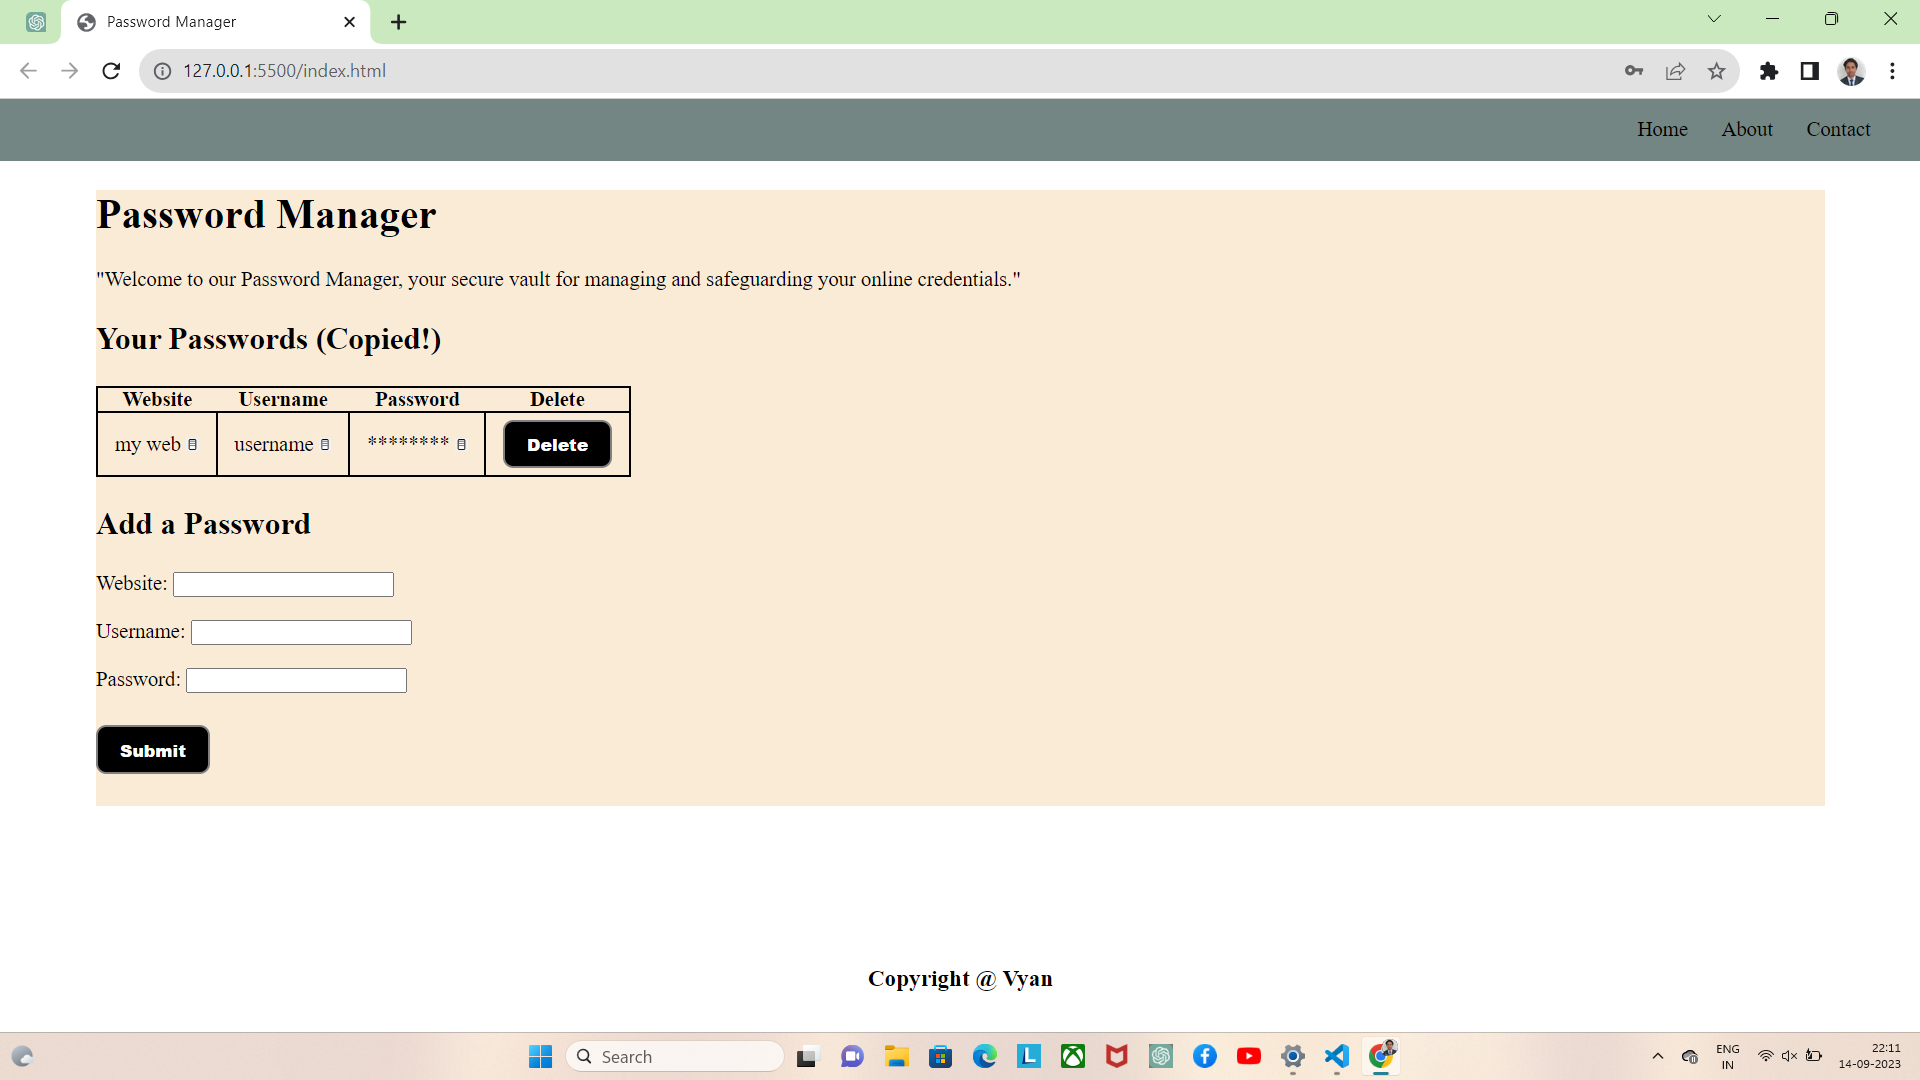 Password Manager
127.0.0.1:5500/index.html
Home About Contact
Password Manager
"Welcome to our Password Manager, your secure vault for managing and safeguarding your online credentials."
Your Passwords (Copied!)
Website Username Password Delete
my web username ******** Delete
Add a Password
Website:
Username:
Password:
Submit
Copyright @ Vyan
Search
ENG
IN
22:11
14-09-2023